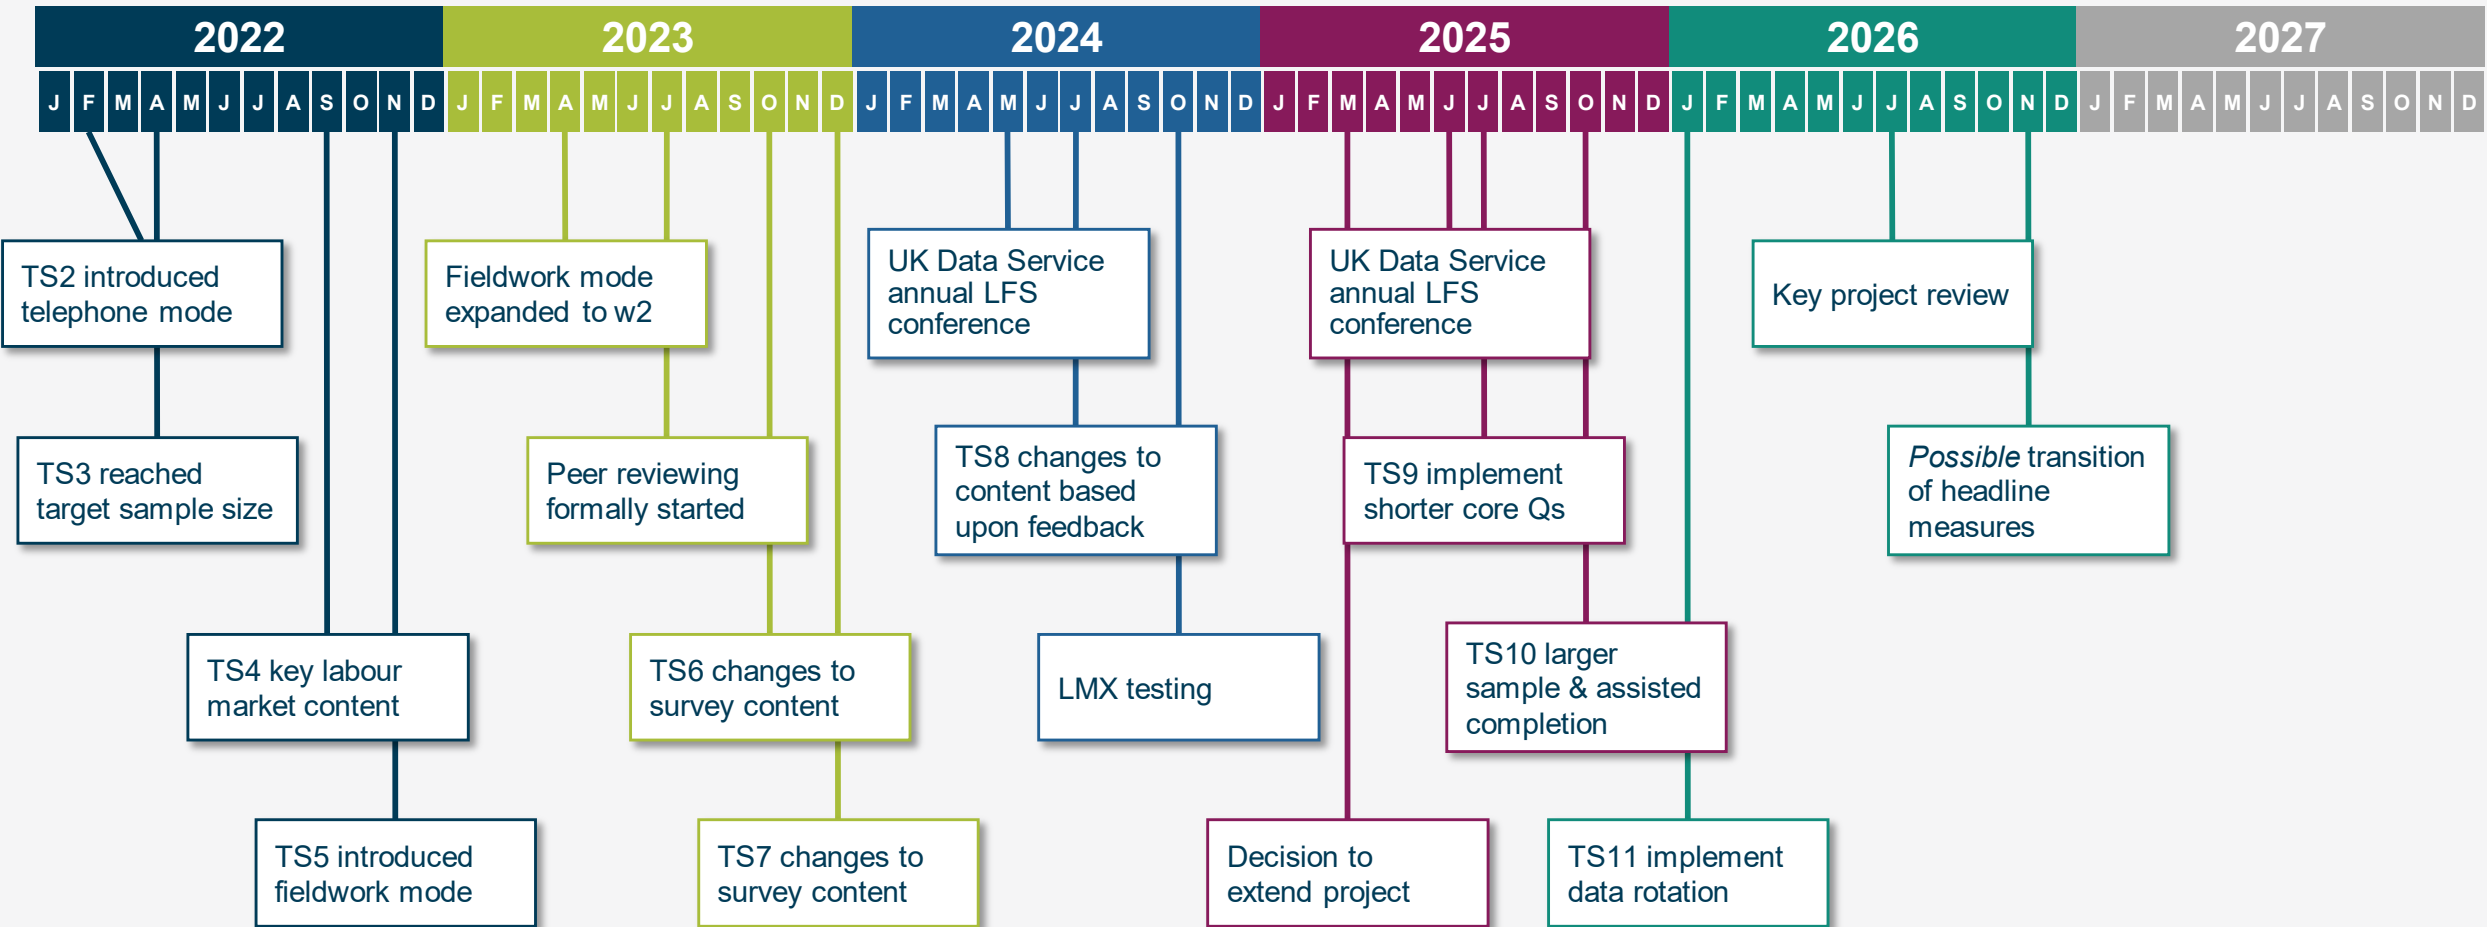 2022 2023 2024 2025 2026 2027
J F M A M J J A S O N D J F M A M J J A S O N D J F M A M J J A S O N D J F M A M J J A S O N D J F M A M J J A S O N D J F M A M J J A S O N D
TS2 introduced
telephone mode
Fieldwork mode
expanded to w2
UK Data Service
annual LFS
conference
UK Data Service
annual LFS
conference
Key project review
TS3 reached
target sample size
Peer reviewing
formally started
TS8 changes to
content based
upon feedback
TS9 implement
shorter core Qs
Possible transition
of headline
measures
TS4 key labour
market content
TS6 changes to
survey content
LMX testing
TS10 larger
sample & assisted
completion
TS5 introduced
fieldwork mode
TS7 changes to
survey content
Decision to
extend project
TS11 implement
data rotation